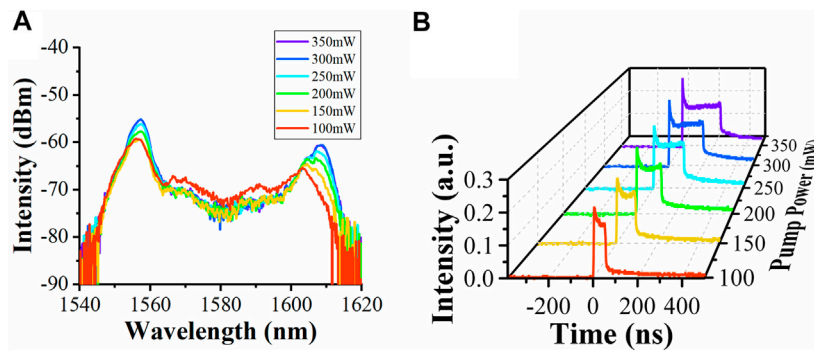 A
Intensity (dBm)
-40
-50
-60
-70
-80
-90
1540
1560
1580
1600
1620
Wavelength (nm)
350mW
300mW
250mW
200mW
150mW
100mW
B
Intensity (a.u.)
0.3
0.2
0.1
0.0
-200
0
200
400
Time (ns)
350
300
250
200
150
100
Pump Power (mW)